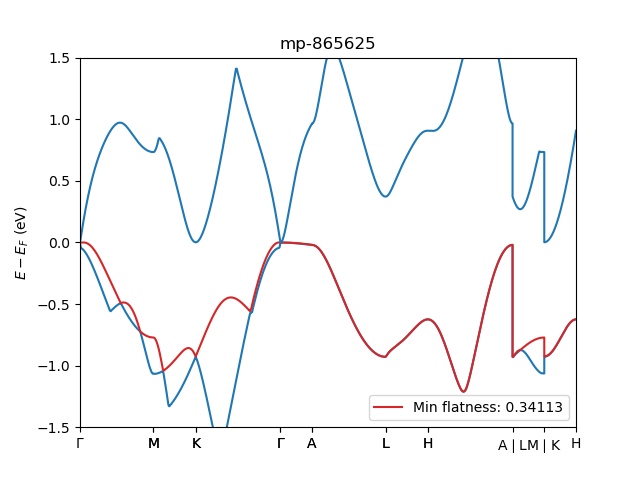 mp-865625
1.5
1.0
0.5
0.0
−0.5
−1.0
−1.5
E − E_F (eV)
Min flatness: 0.34113
Γ M K Γ A L H A | LM | K H